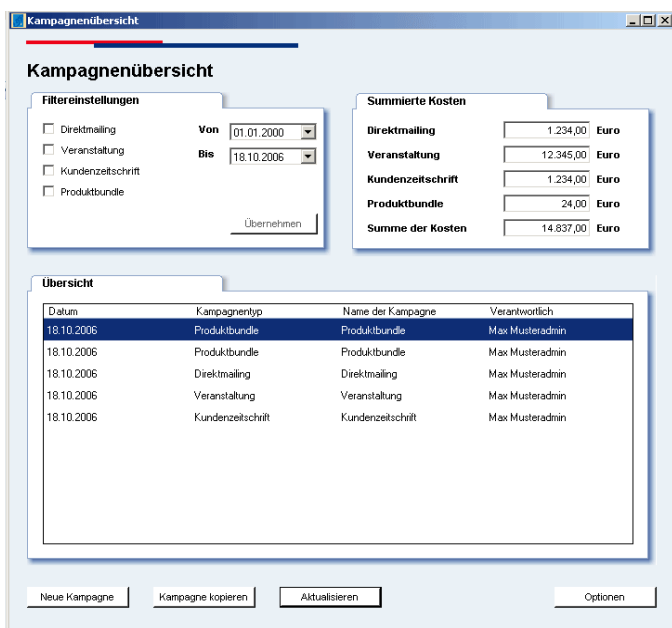 Kampagnenübersicht
Kampagnenübersicht
Filtereinstellungen
Direktmailing
Veranstaltung
Kundenzeitschrift
Produktbundle
Von 01.01.2000
Bis 18.10.2006
Übernehmen
Summierte Kosten
Direktmailing 1.234,00 Euro
Veranstaltung 12.345,00 Euro
Kundenzeitschrift 1.234,00 Euro
Produktbundle 24,00 Euro
Summe der Kosten 14.837,00 Euro
Übersicht
Datum Kampagnentyp Name der Kampagne Verantwortlich
18.10.2006 Produktbundle Produktbundle Max Musteradmin
18.10.2006 Produktbundle Produktbundle Max Musteradmin
18.10.2006 Direktmailing Direktmailing Max Musteradmin
18.10.2006 Veranstaltung Veranstaltung Max Musteradmin
18.10.2006 Kundenzeitschrift Kundenzeitschrift Max Musteradmin
Neue Kampagne Kampagne kopieren Aktualisieren Optionen